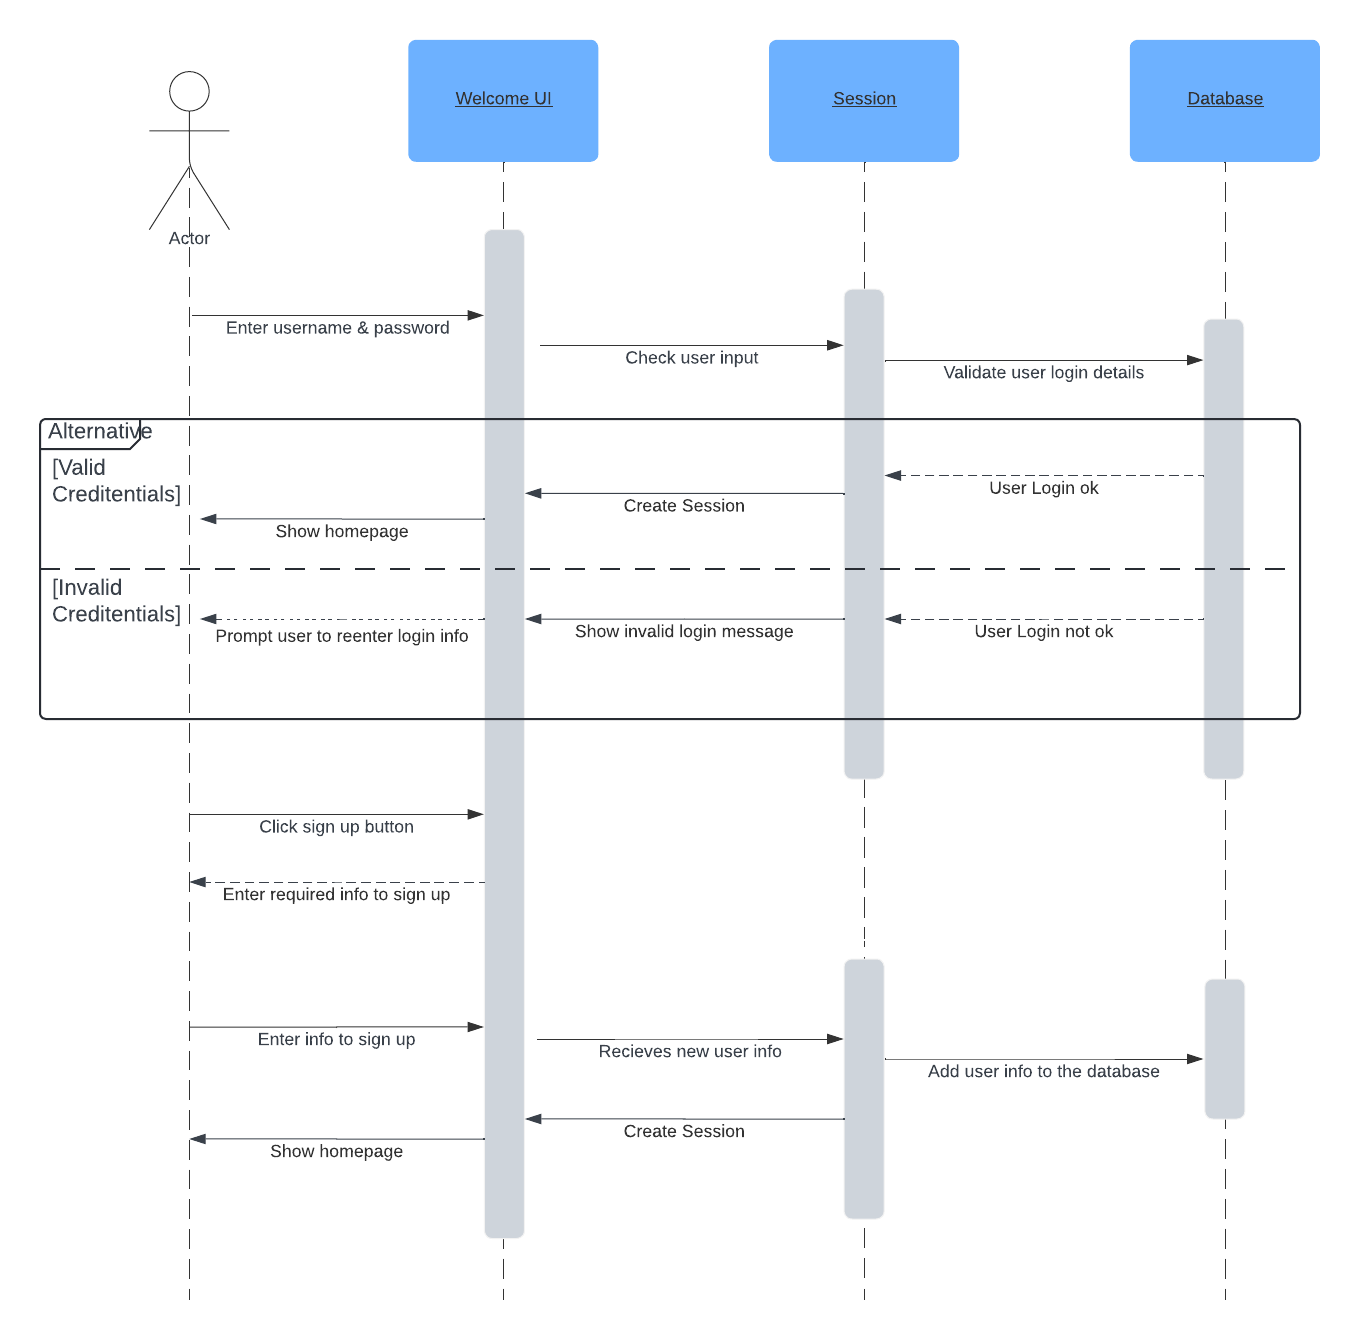 Welcome UI
Session
Database
Actor
Enter username & password
Check user input
Validate user login details
Alternative
[Valid
Creditentials]
User Login ok
Create Session
Show homepage
[Invalid
Creditentials]
Prompt user to reenter login info
Show invalid login message
User Login not ok
Click sign up button
Enter required info to sign up
Enter info to sign up
Recieves new user info
Add user info to the database
Create Session
Show homepage